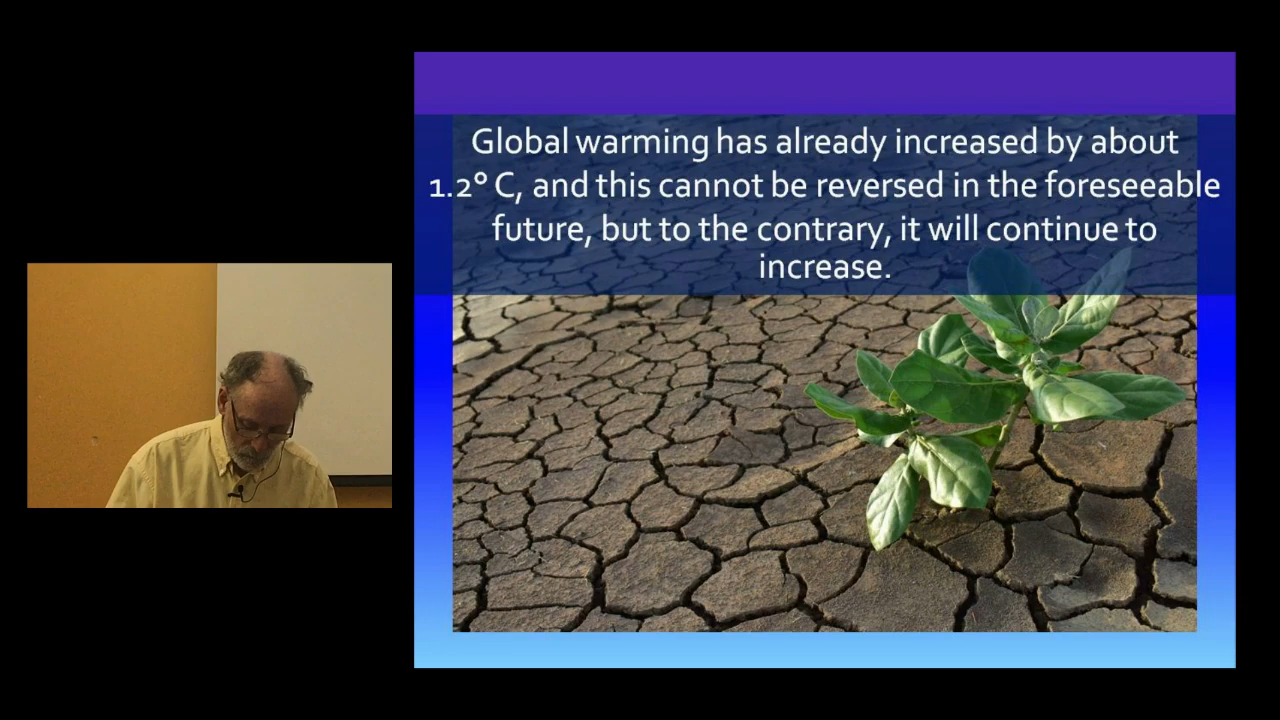 Global warming has already increased by about
1.2° C, and this cannot be reversed in the foreseeable
future, but to the contrary, it will continue to
increase.